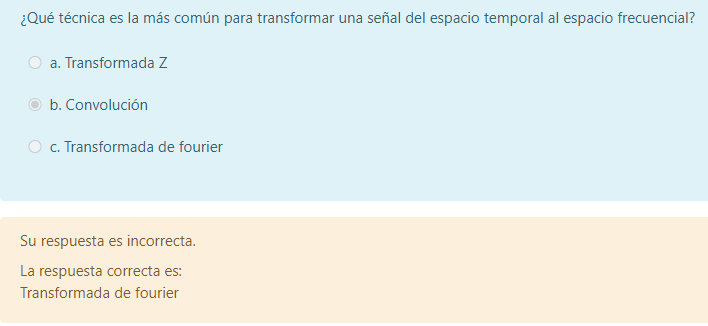 ¿Qué técnica es la más común para transformar una señal del espacio temporal al espacio frecuencial?
a. Transformada Z
b. Convolución
c. Transformada de fourier
Su respuesta es incorrecta.
La respuesta correcta es:
Transformada de fourier